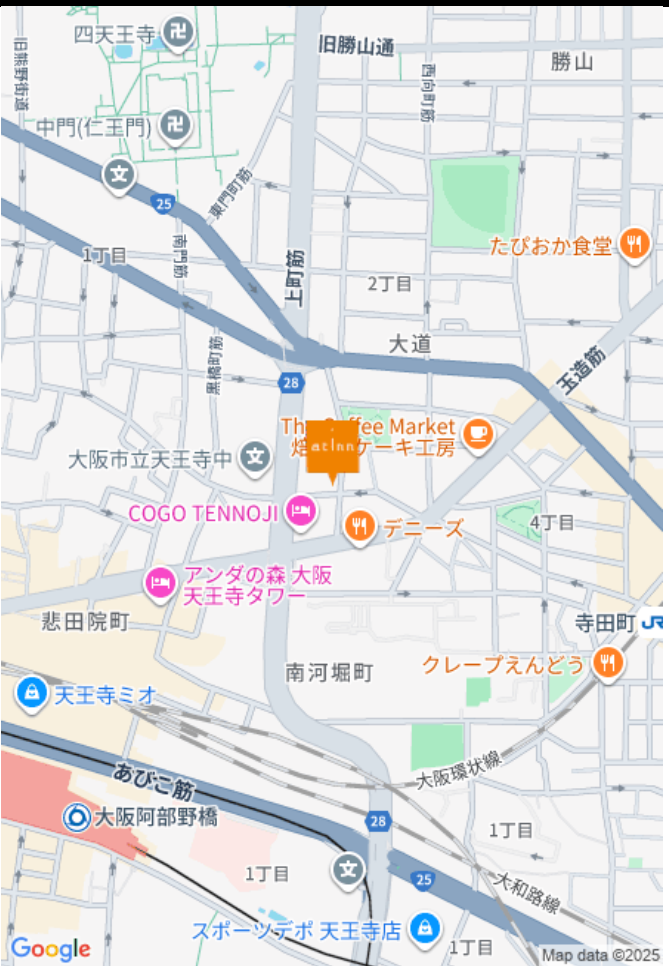 四天王寺
旧勝山通
勝山
旧熊野街道
西向町筋
中門(仁王門)
25
東門町筋
南門筋
1丁目
たぴおか食堂
上町筋
2丁目
大道
黒橋町筋
28
玉造筋
The Coffee Market
ケーキ工房
at inn
大阪市立天王寺中
COGO TENNOJI
デニーズ
4丁目
アンダの森 大阪
天王寺タワー
悲田院町
寺田町
JR
クレープえんどう
南河堀町
天王寺ミオ
大阪環状線
あびこ筋
大阪阿部野橋
28
1丁目
1丁目
25
大和路線
スポーツデポ 天王寺店
1丁目
Google
Map data ©2025